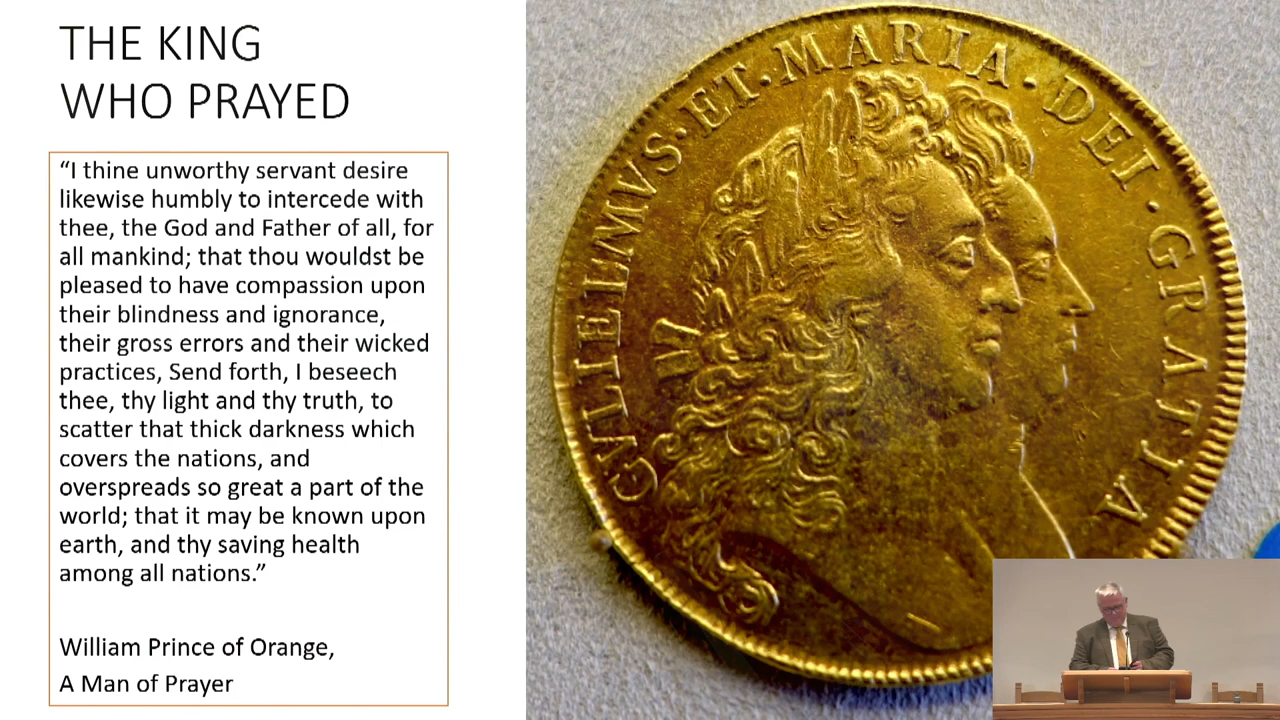 THE KING
WHO PRAYED
“I thine unworthy servant desire
likewise humbly to intercede with
thee, the God and Father of all, for
all mankind; that thou wouldst be
pleased to have compassion upon
their blindness and ignorance,
their gross errors and their wicked
practices, Send forth, I beseech
thee, thy light and thy truth, to
scatter that thick darkness which
covers the nations, and
overspreads so great a part of the
world; that it may be known upon
earth, and thy saving health
among all nations.”
William Prince of Orange,
A Man of Prayer
GVLIELMVS·ET·MARIA·DEI·GRATIA